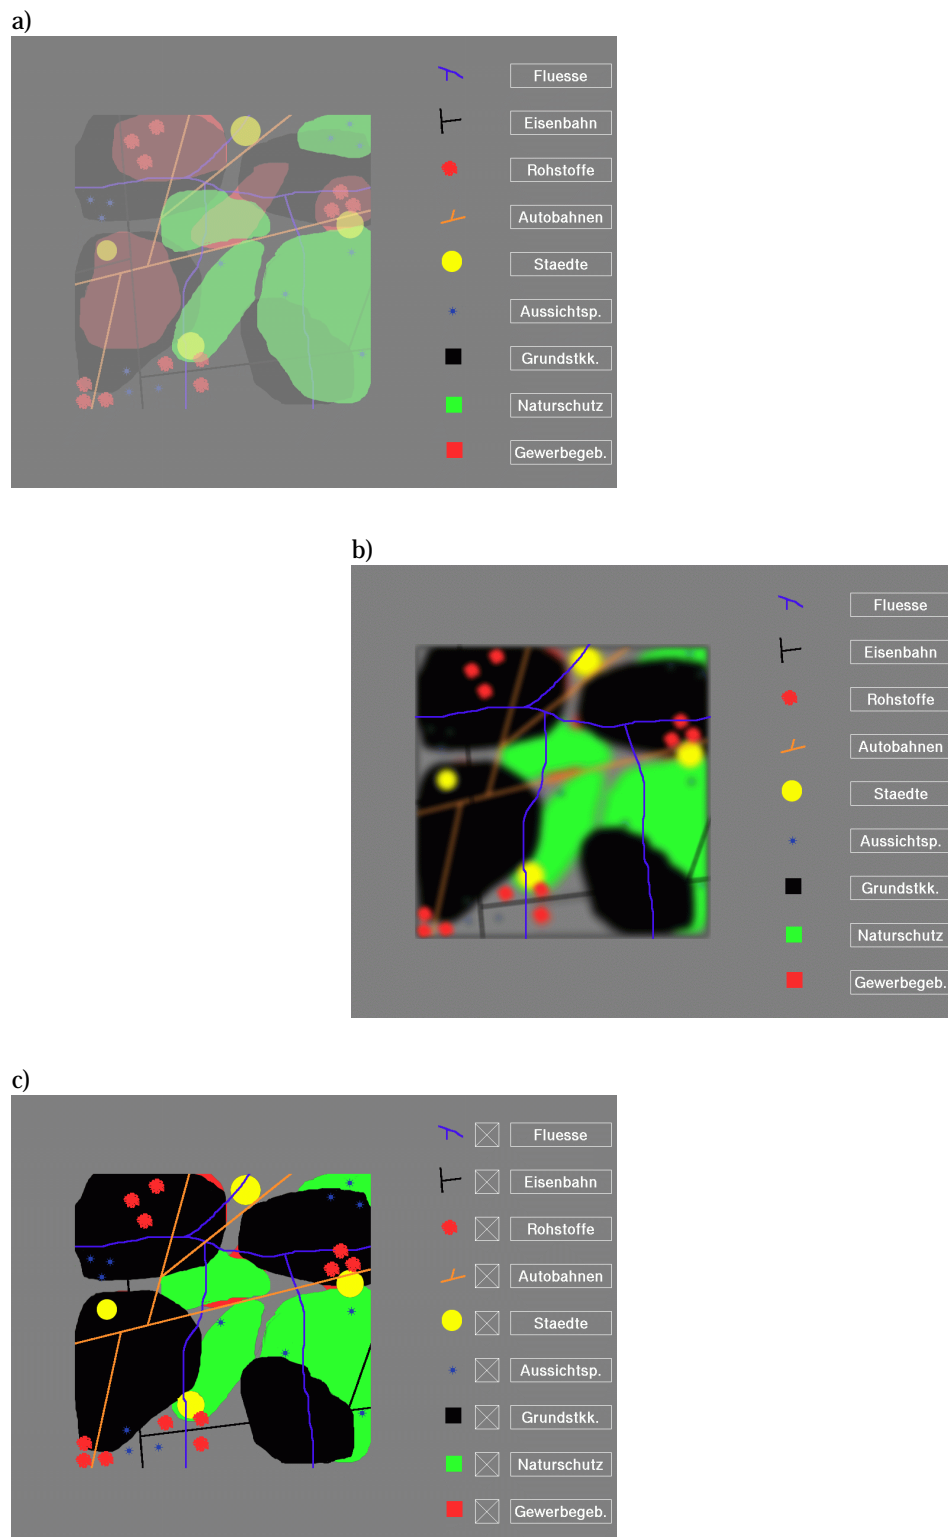 a)
Fluesse
Eisenbahn
Rohstoffe
Autobahnen
Staedte
Aussichtsp.
Grundstkk.
Naturschutz
Gewerbegeb.
b)
Fluesse
Eisenbahn
Rohstoffe
Autobahnen
Staedte
Aussichtsp.
Grundstkk.
Naturschutz
Gewerbegeb.
c)
Fluesse
Eisenbahn
Rohstoffe
Autobahnen
Staedte
Aussichtsp.
Grundstkk.
Naturschutz
Gewerbegeb.